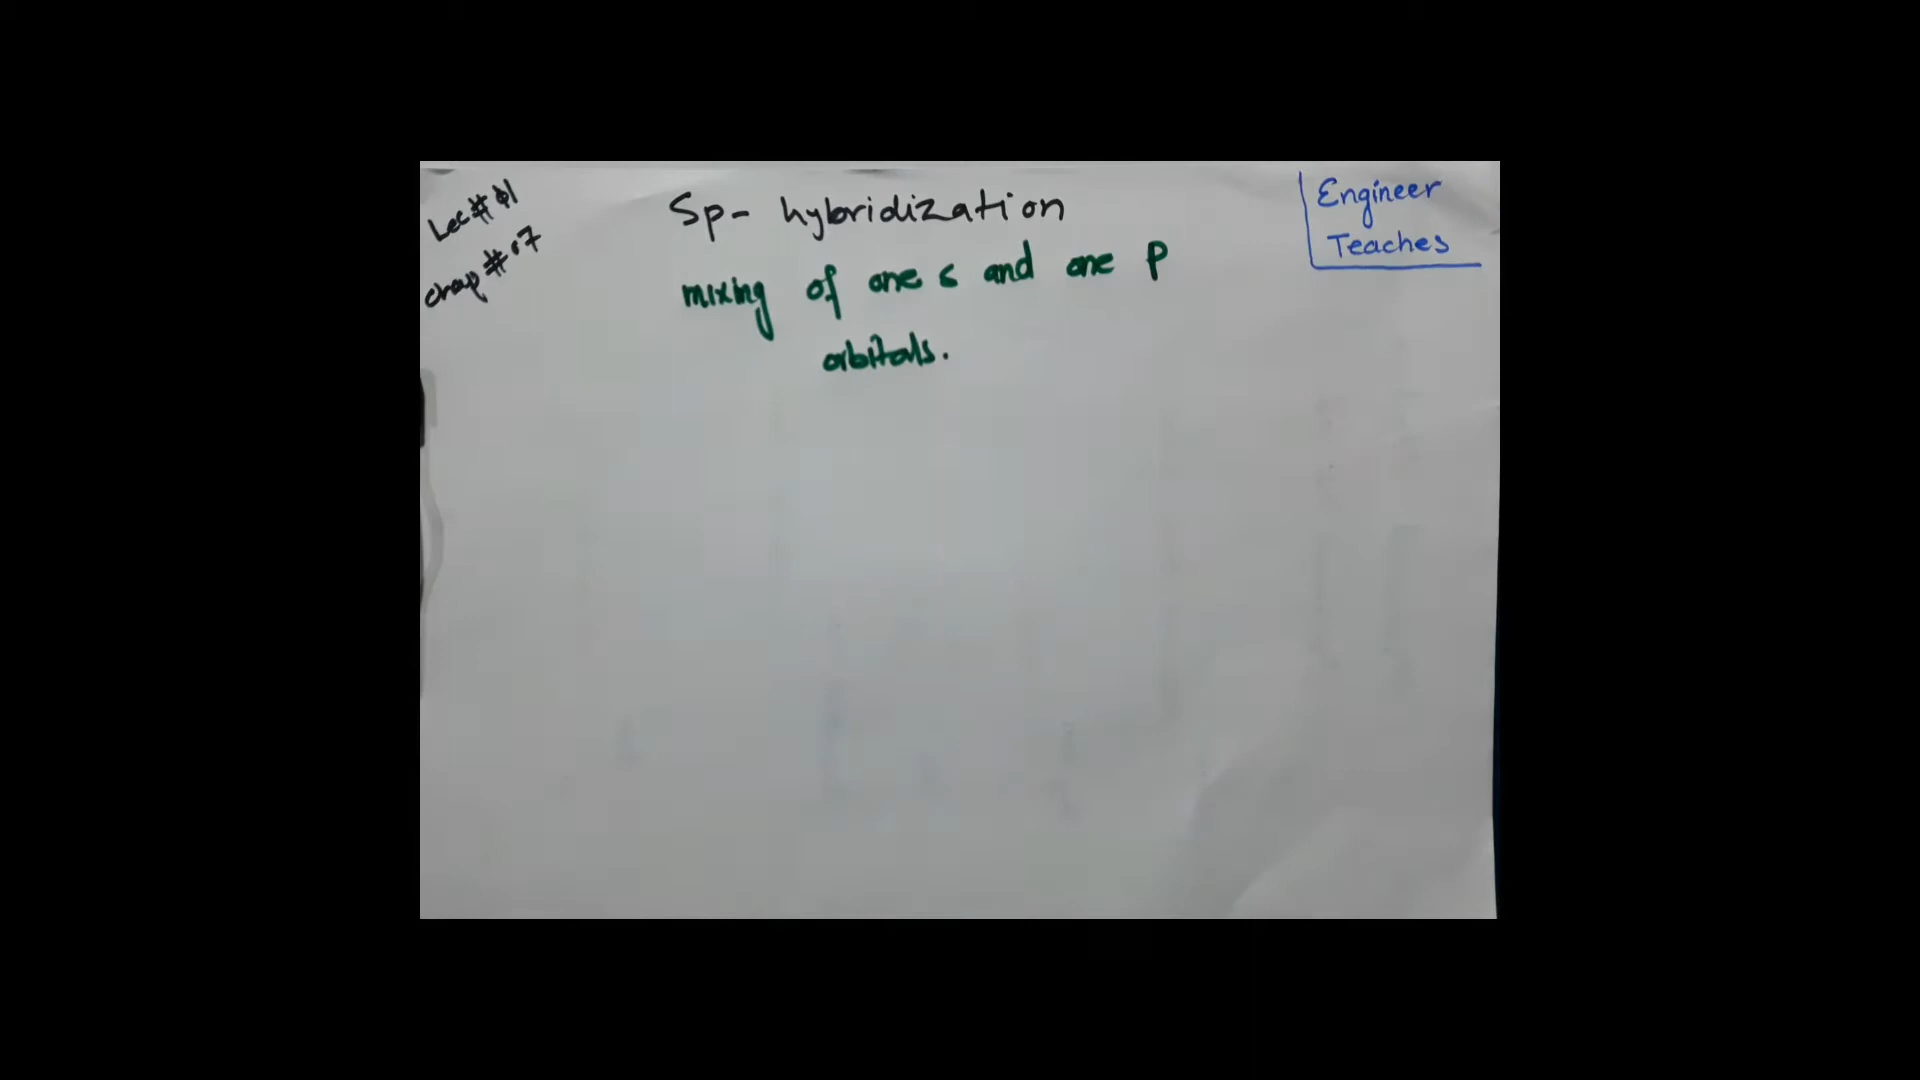 Lec # 01
chap # 07
Sp- hybridization
Engineer
Teaches
mixing of one s and one p
orbitals.